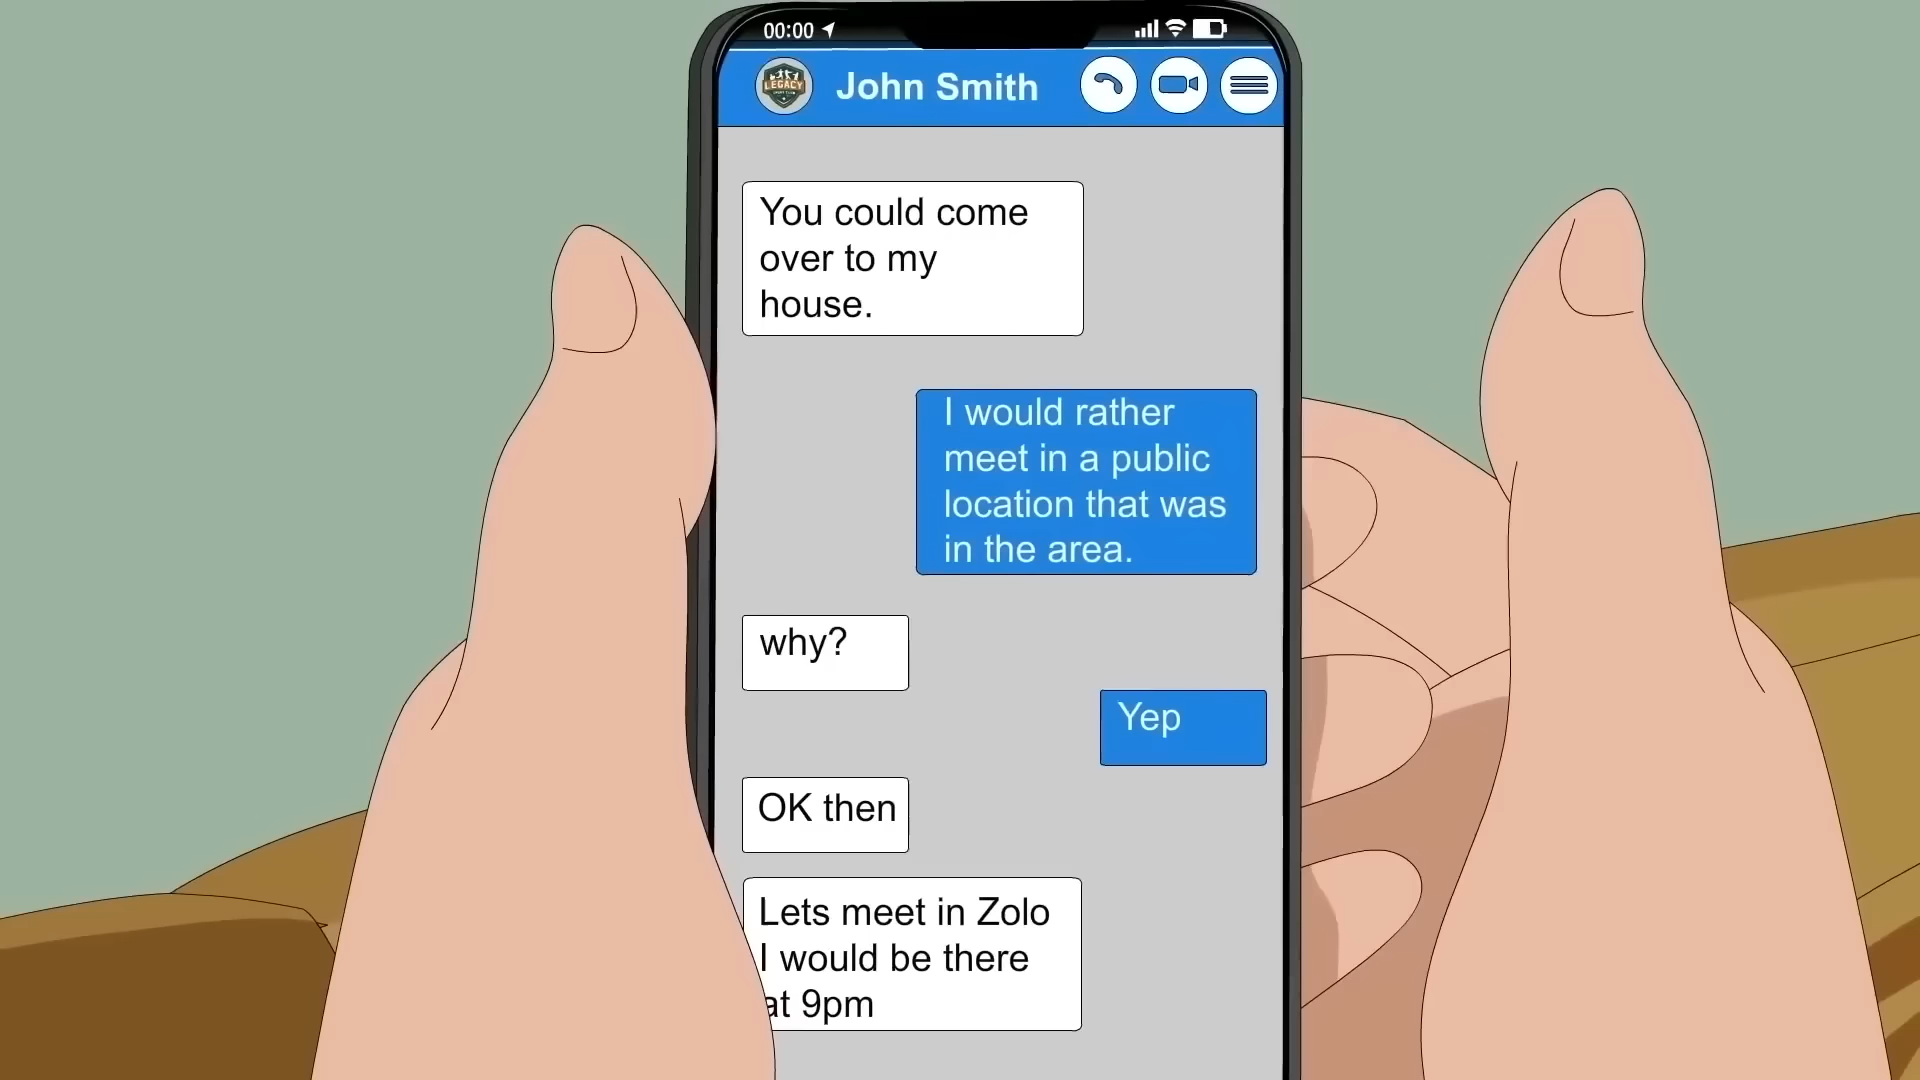 00:00
LEGACY
John Smith
You could come
over to my
house.
I would rather
meet in a public
location that was
in the area.
why?
Yep
OK then
Lets meet in Zolo
I would be there
at 9pm